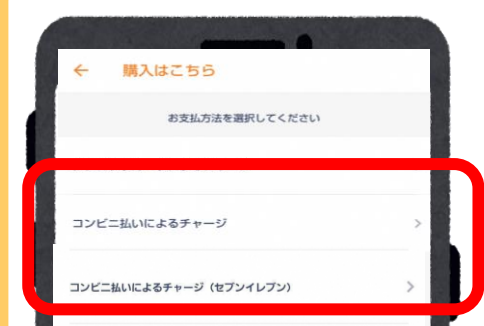 ← 購入はこちら
お支払方法を選択してください
コンビニ払いによるチャージ >
コンビニ払いによるチャージ（セブンイレブン） >